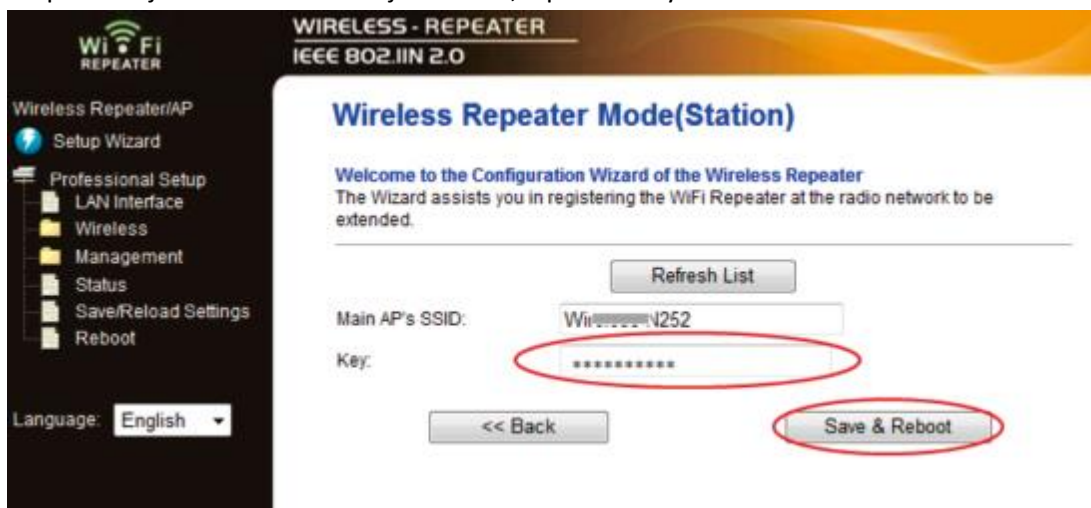 Wi Fi
REPEATER
WIRELESS - REPEATER
IEEE 802.11N 2.0
Wireless Repeater/AP
Setup Wizard
Professional Setup
LAN Interface
Wireless
Management
Status
Save/Reload Settings
Reboot
Language: English
Wireless Repeater Mode(Station)
Welcome to the Configuration Wizard of the Wireless Repeater
The Wizard assists you in registering the WiFi Repeater at the radio network to be
extended.
Refresh List
Main AP's SSID:
Key: **********
<< Back Save & Reboot